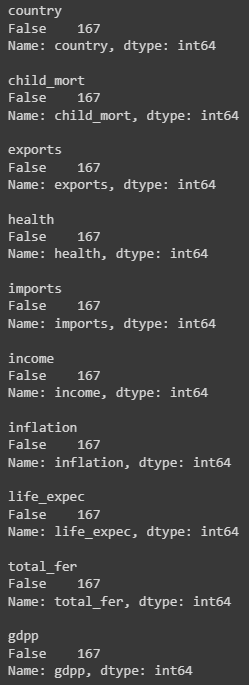 country
False    167
Name: country, dtype: int64
child_mort
False    167
Name: child_mort, dtype: int64
exports
False    167
Name: exports, dtype: int64
health
False    167
Name: health, dtype: int64
imports
False    167
Name: imports, dtype: int64
income
False    167
Name: income, dtype: int64
inflation
False    167
Name: inflation, dtype: int64
life_expec
False    167
Name: life_expec, dtype: int64
total_fer
False    167
Name: total_fer, dtype: int64
gdpp
False    167
Name: gdpp, dtype: int64